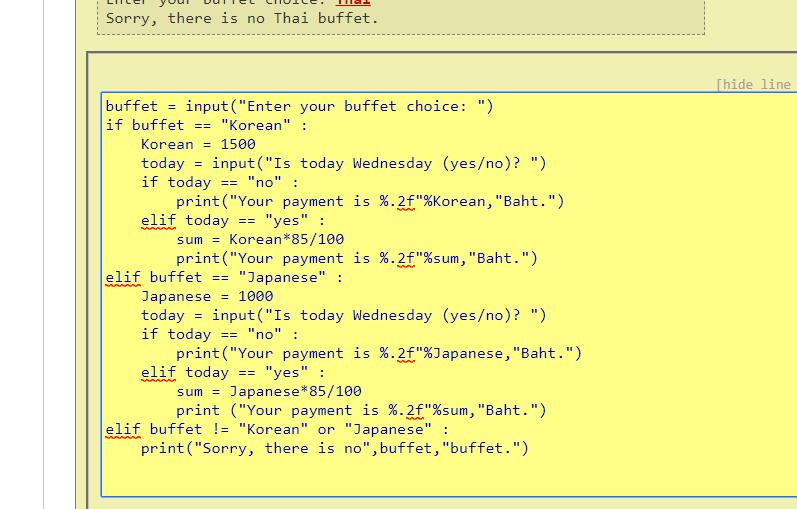 Enter your buffet choice: Thai
Sorry, there is no Thai buffet.
[hide line
buffet = input("Enter your buffet choice: ")
if buffet == "Korean" :
    Korean = 1500
    today = input("Is today Wednesday (yes/no)? ")
    if today == "no" :
        print("Your payment is %.2f"%Korean,"Baht.")
    elif today == "yes" :
        sum = Korean*85/100
        print("Your payment is %.2f"%sum,"Baht.")
elif buffet == "Japanese" :
    Japanese = 1000
    today = input("Is today Wednesday (yes/no)? ")
    if today == "no" :
        print("Your payment is %.2f"%Japanese,"Baht.")
    elif today == "yes" :
        sum = Japanese*85/100
        print ("Your payment is %.2f"%sum,"Baht.")
elif buffet != "Korean" or "Japanese" :
    print("Sorry, there is no",buffet,"buffet.")